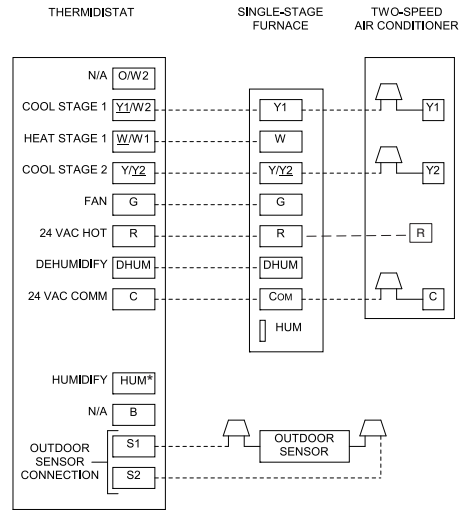 THERMIDISTAT
SINGLE-STAGE
FURNACE
TWO-SPEED
AIR CONDITIONER
N/A O/W2
COOL STAGE 1 Y1/W2 Y1 Y1
HEAT STAGE 1 W/W1 W
COOL STAGE 2 Y/Y2 Y/Y2 Y2
FAN G G
24 VAC HOT R R R
DEHUMIDIFY DHUM DHUM
24 VAC COMM C COM C
HUM
HUMIDIFY HUM*
N/A B
S1
OUTDOOR
SENSOR
CONNECTION
S2
OUTDOOR
SENSOR